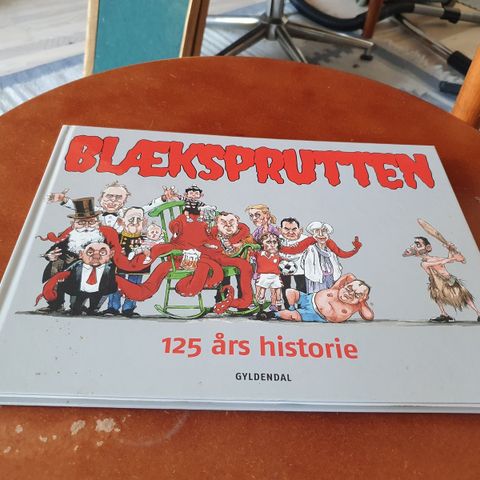 BLÆKSPRUTTEN
125 års historie
GYLDENDAL